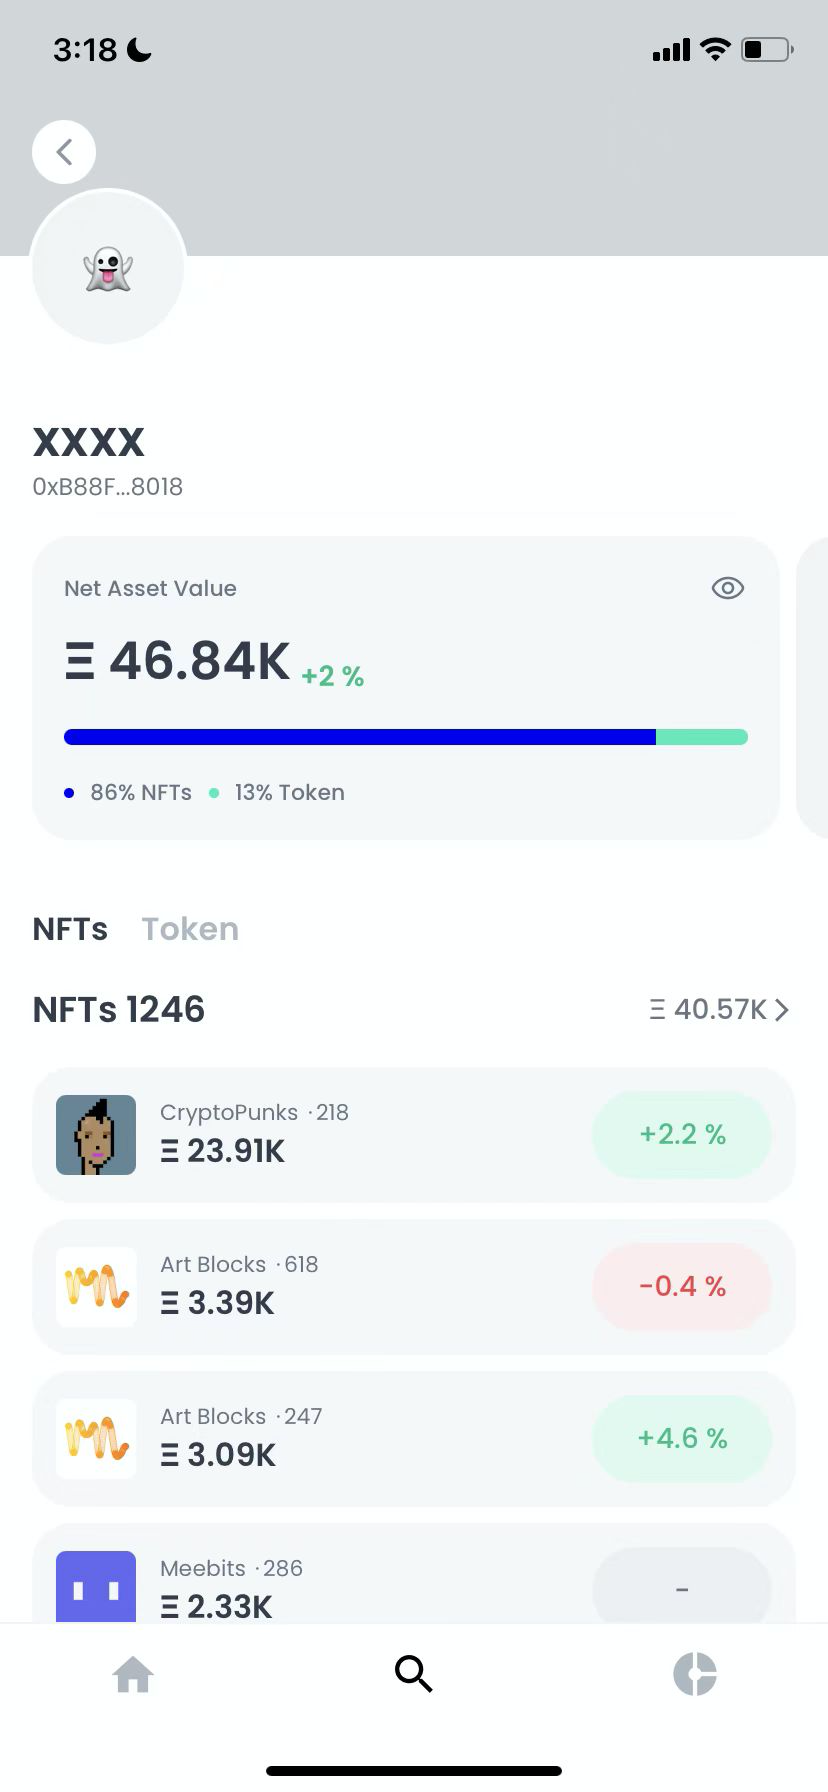 3:18
xxxx
0xB88F...8018
Net Asset Value
Ξ 46.84K +2 %
86% NFTs 13% Token
NFTs Token
NFTs 1246 Ξ 40.57K
CryptoPunks · 218
Ξ 23.91K
+2.2 %
Art Blocks · 618
Ξ 3.39K
-0.4 %
Art Blocks · 247
Ξ 3.09K
+4.6 %
Meebits · 286
Ξ 2.33K
-